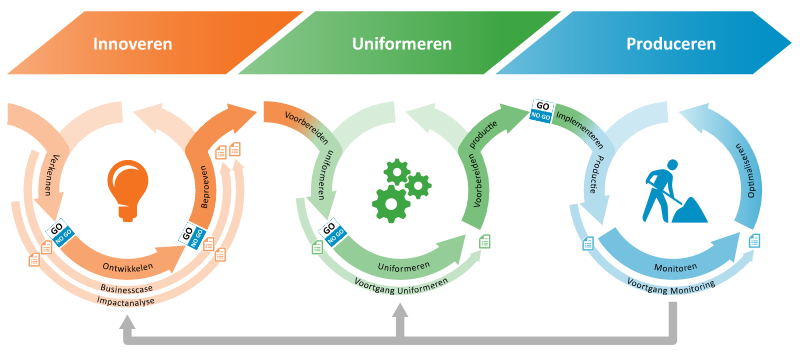 Innoveren
Uniformeren
Produceren
Verkennen
GO
NO GO
Ontwikkelen
GO
NO GO
Beproeven
Businesscase
Impactanalyse
Voorbereiden
uniformeren
GO
NO GO
Uniformeren
Voortgang Uniformeren
Voorbereiden
productie
GO
NO GO
Implementeren
Productie
Monitoren
Voortgang Monitoring
Optimaliseren